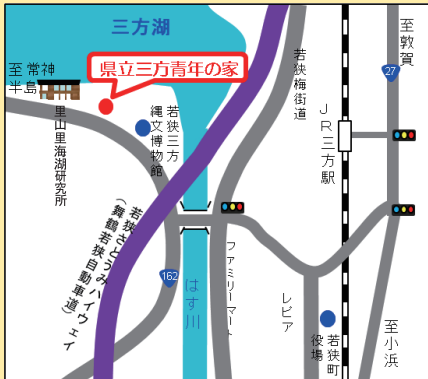 三方湖
県立三方青年の家
至常神
半島
里山里海湖研究所
若狭三方
縄文博物館
若狭梅街道
JR三方駅
至敦賀
27
若狭さとうみハイウェイ
(舞鶴若狭自動車道)
162
はす川
ファミリーマート
レピア
若狭町
役場
至小浜